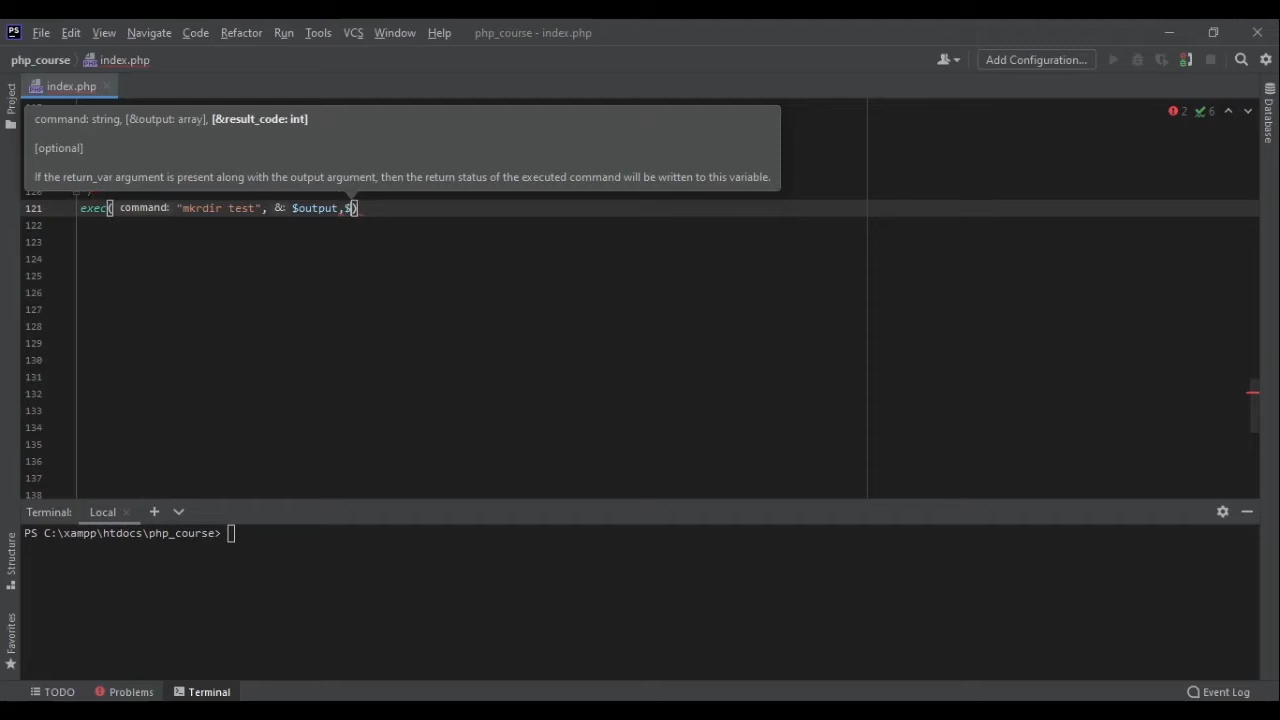 PS File Edit View Navigate Code Refactor Run Tools VCS Window Help php_course - index.php
php_course index.php Add Configuration...
Project index.php Database
command: string, [&output: array], [&result_code: int] 2 6
[optional]
If the return_var argument is present along with the output argument, then the return status of the executed command will be written to this variable.
121 exec( command: "mkrdir test", &: $output,$)
122
123
124
125
126
127
128
129
130
131
132
133
134
135
136
137
138
Terminal: Local
PS C:\xampp\htdocs\php_course>
Structure
Favorites
TODO Problems Terminal Event Log